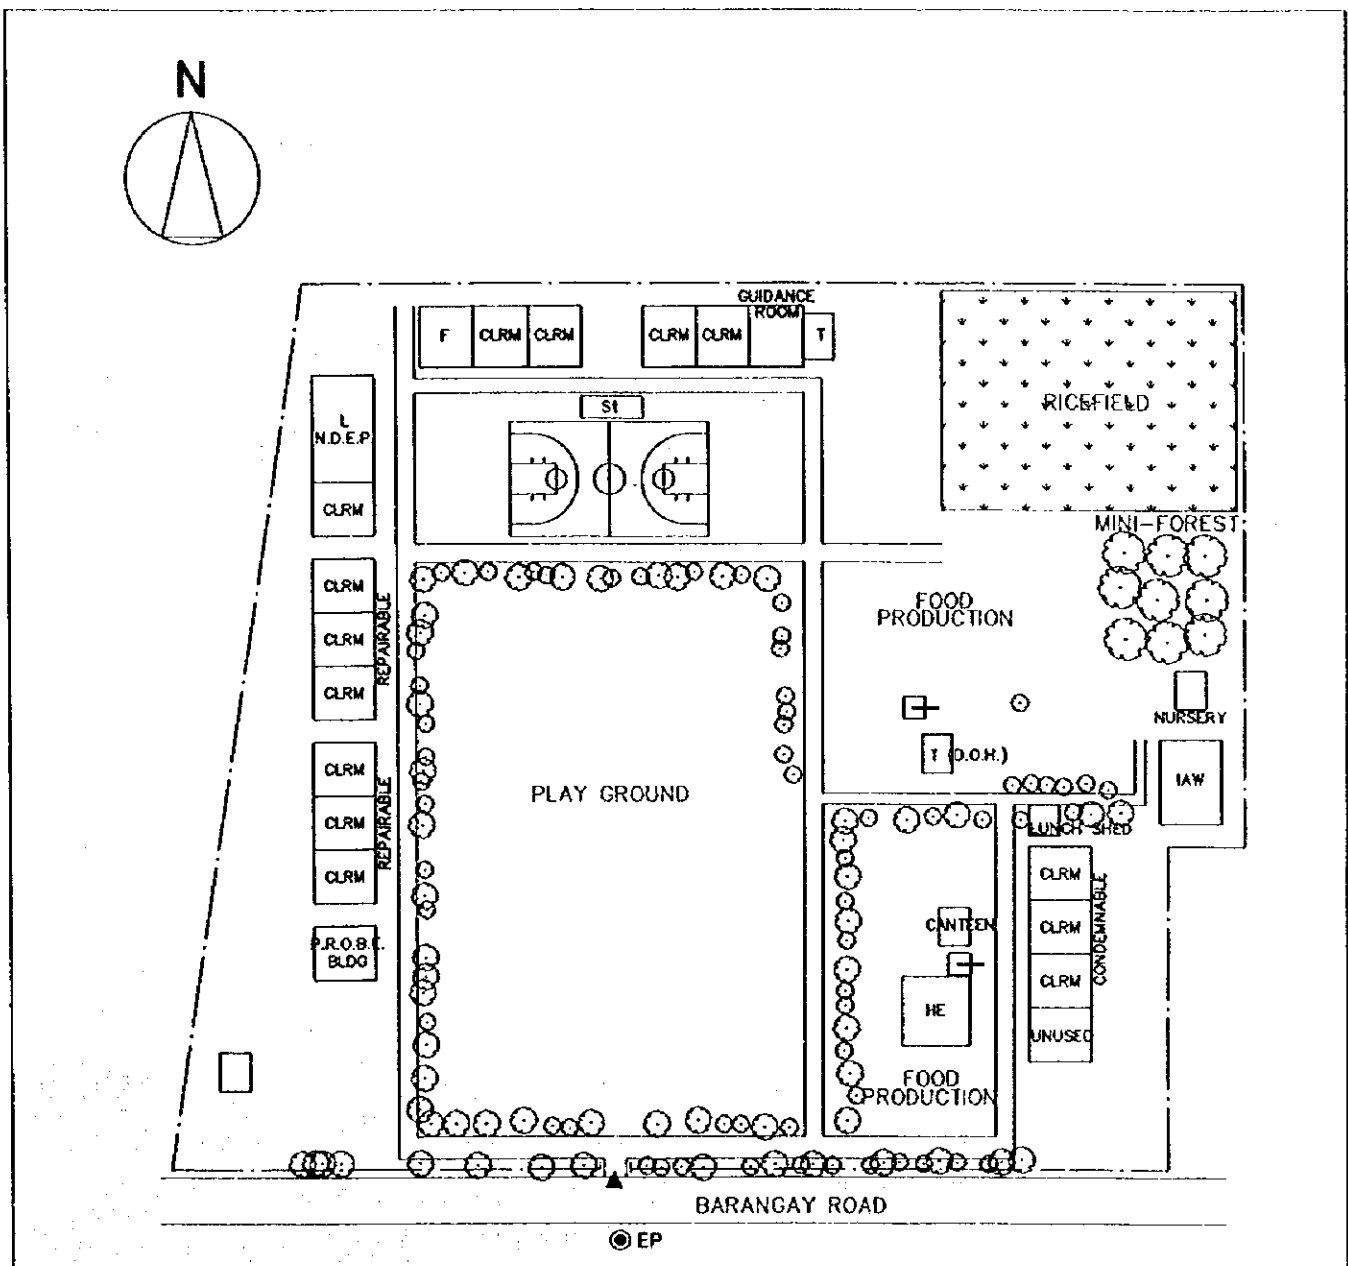 N
GUIDANCE
ROOM
F
CLRM
CLRM
CLRM
CLRM
T
St
L
N.D.E.P.
CLRM
RICEFIELD
MINI-FOREST
CLRM
CLRM
CLRM
REPAIRABLE
FOOD
PRODUCTION
NURSERY
T (D.O.H.)
IAW
CLRM
CLRM
CLRM
REPAIRABLE
PLAY GROUND
LUNCH SHED
CLRM
CLRM
CLRM
UNUSED
CONDEMNABLE
CANTEEN
P.R.O.B.E.
BLDG
HE
FOOD
PRODUCTION
BARANGAY ROAD
EP